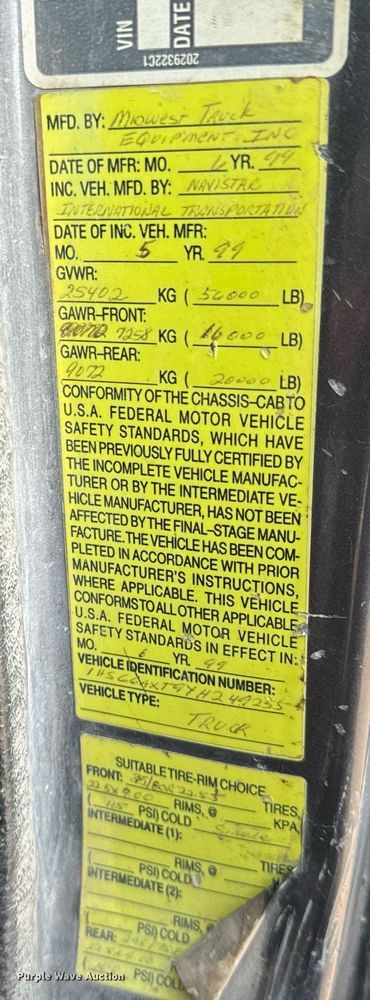 VIN
DATE
2029322C1
MFD. BY: Midwest Truck
Equipment, Inc
DATE OF MFR: MO. 6 YR. 99
INC. VEH. MFD. BY: NAVISTAR
INTERNATIONAL TRANSPORTATION
DATE OF INC. VEH. MFR:
MO. 5 YR. 99
GVWR:
25402 KG ( 56000 LB)
GAWR-FRONT:
7258 KG ( 16000 LB)
GAWR-REAR:
9072 KG ( 20000 LB)
CONFORMITY OF THE CHASSIS-CAB TO
U.S.A. FEDERAL MOTOR VEHICLE
SAFETY STANDARDS, WHICH HAVE
BEEN PREVIOUSLY FULLY CERTIFIED BY
THE INCOMPLETE VEHICLE MANUFAC-
TURER OR BY THE INTERMEDIATE VE-
HICLE MANUFACTURER, HAS NOT BEEN
AFFECTED BY THE FINAL-STAGE MANU-
FACTURE. THE VEHICLE HAS BEEN COM-
PLETED IN ACCORDANCE WITH PRIOR
MANUFACTURER'S INSTRUCTIONS,
WHERE APPLICABLE. THIS VEHICLE
CONFORMS TO ALL OTHER APPLICABLE
U.S.A. FEDERAL MOTOR VEHICLE
SAFETY STANDARDS IN EFFECT IN:
MO. 6 YR. 99
VEHICLE IDENTIFICATION NUMBER:
VEHICLE TYPE:
TRUCK
SUITABLE TIRE-RIM CHOICE
FRONT: TIRES,
22.5x9.00 RIMS, @ KPA,
( 115 PSI) COLD Single
INTERMEDIATE (1):
TIRES
RIMS, @
( PSI) COLD
INTERMEDIATE (2):
RIMS,
( PSI) COLD
REAR:
PSI) COL
Purple Wave Auction